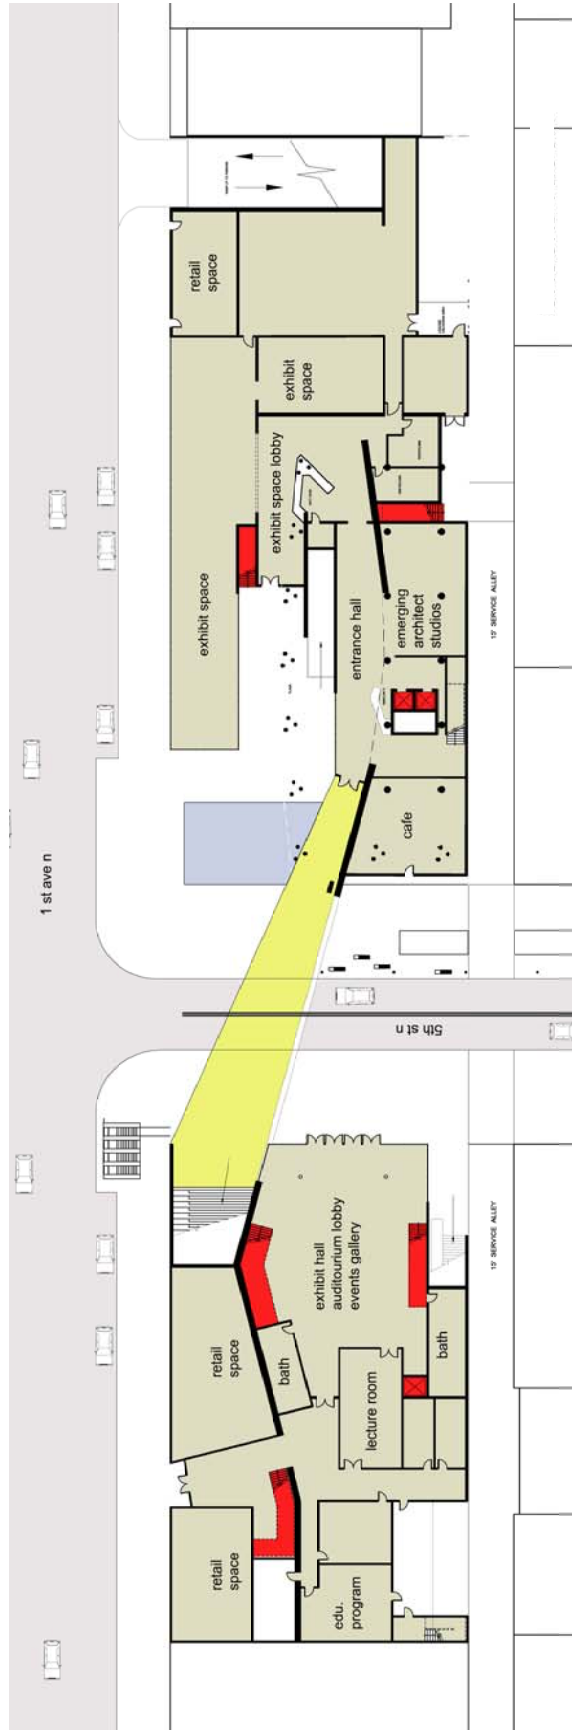 1 st ave n
retail
space
edu.
program
retail
space
bath
lecture room
bath
exhibit hall
auditourium lobby
events gallery
15' SERVICE ALLEY
5th st n
cafe
entrance hall
emerging
architect
studios
15' SERVICE ALLEY
exhibit space
exhibit space lobby
exhibit
space
retail
space